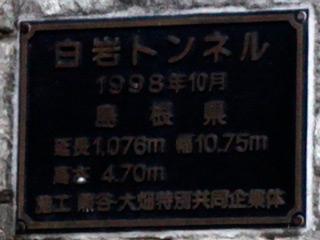 白岩トンネル
1998年10月
島根県
延長1,076m 幅10.75m
高さ 4.70m
施工 熊谷・大畑特別共同企業体